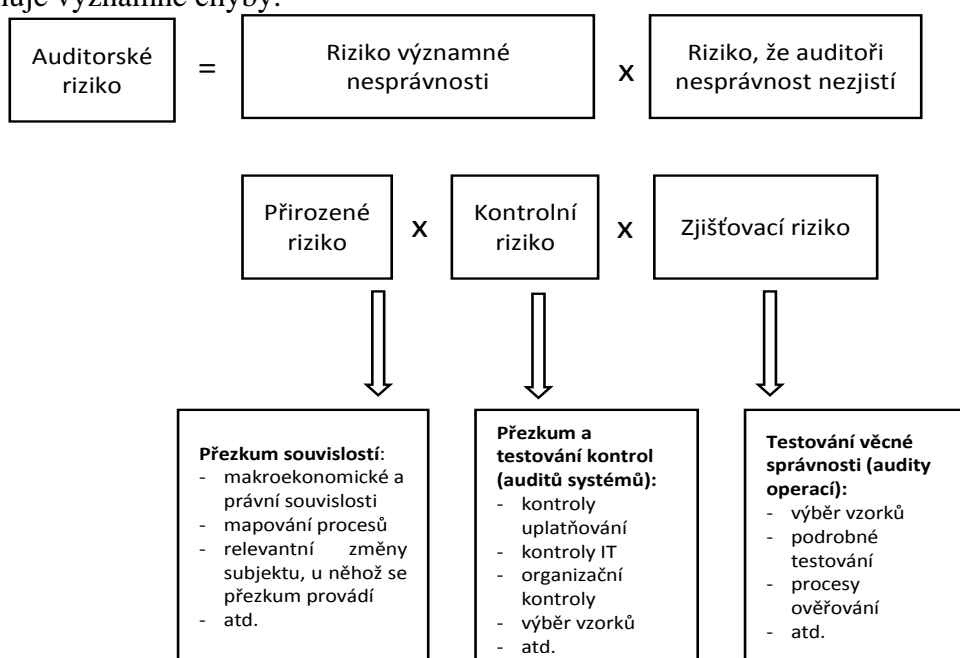 významné chyby.
Auditorské
riziko
=
Riziko významné
nesprávnosti
x
Riziko, že auditoři
nesprávnost nezjistí
Přirozené
riziko
x
Kontrolní
riziko
x
Zjišťovací riziko
Přezkum souvislostí:
- makroekonomické a
právní souvislosti
- mapování procesů
- relevantní změny
subjektu, u něhož se
přezkum provádí
- atd.
Přezkum a
testování kontrol
(auditů systémů):
- kontroly
uplatňování
- kontroly IT
- organizační
kontroly
- výběr vzorků
- atd.
Testování věcné
správnosti (audity
operací):
- výběr vzorků
- podrobné
testování
- procesy
ověřování
- atd.